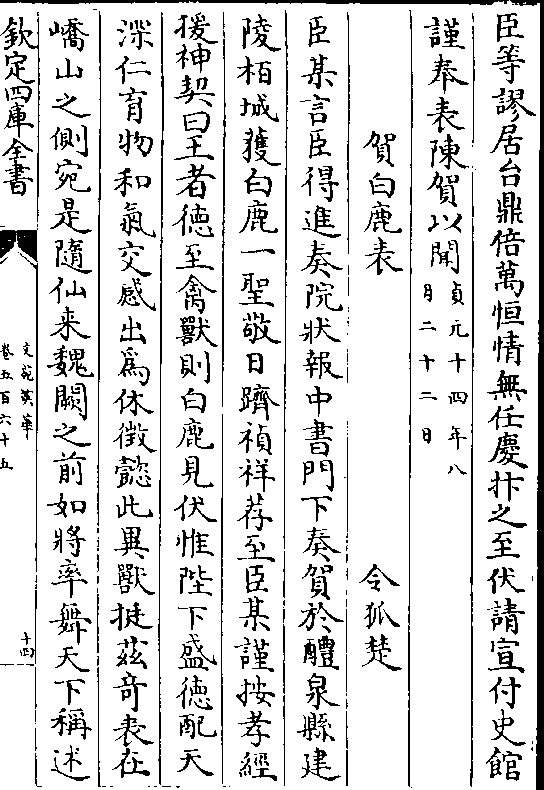 臣等謬居台鼎倍萬恒情無任慶抃之至伏請宣付史館
謹奉表陳賀以聞貞元十四年八月二十二日
賀白鹿表　令狐楚
臣某言臣得進奏院狀報中書門下奏賀於醴泉縣建
陵栢城獲白鹿一聖敬日躋禎祥荐至臣某謹按孝經
援神契曰王者德至禽獸則白鹿見伏惟陛下盛德配天
深仁育物和氣交感出爲休徵懿此異獸挺茲奇表在
嶠山之側宛是隨仙来魏闕之前如將率舞天下稱述
欽定四庫全書
文苑英華
卷五百六十五
十四